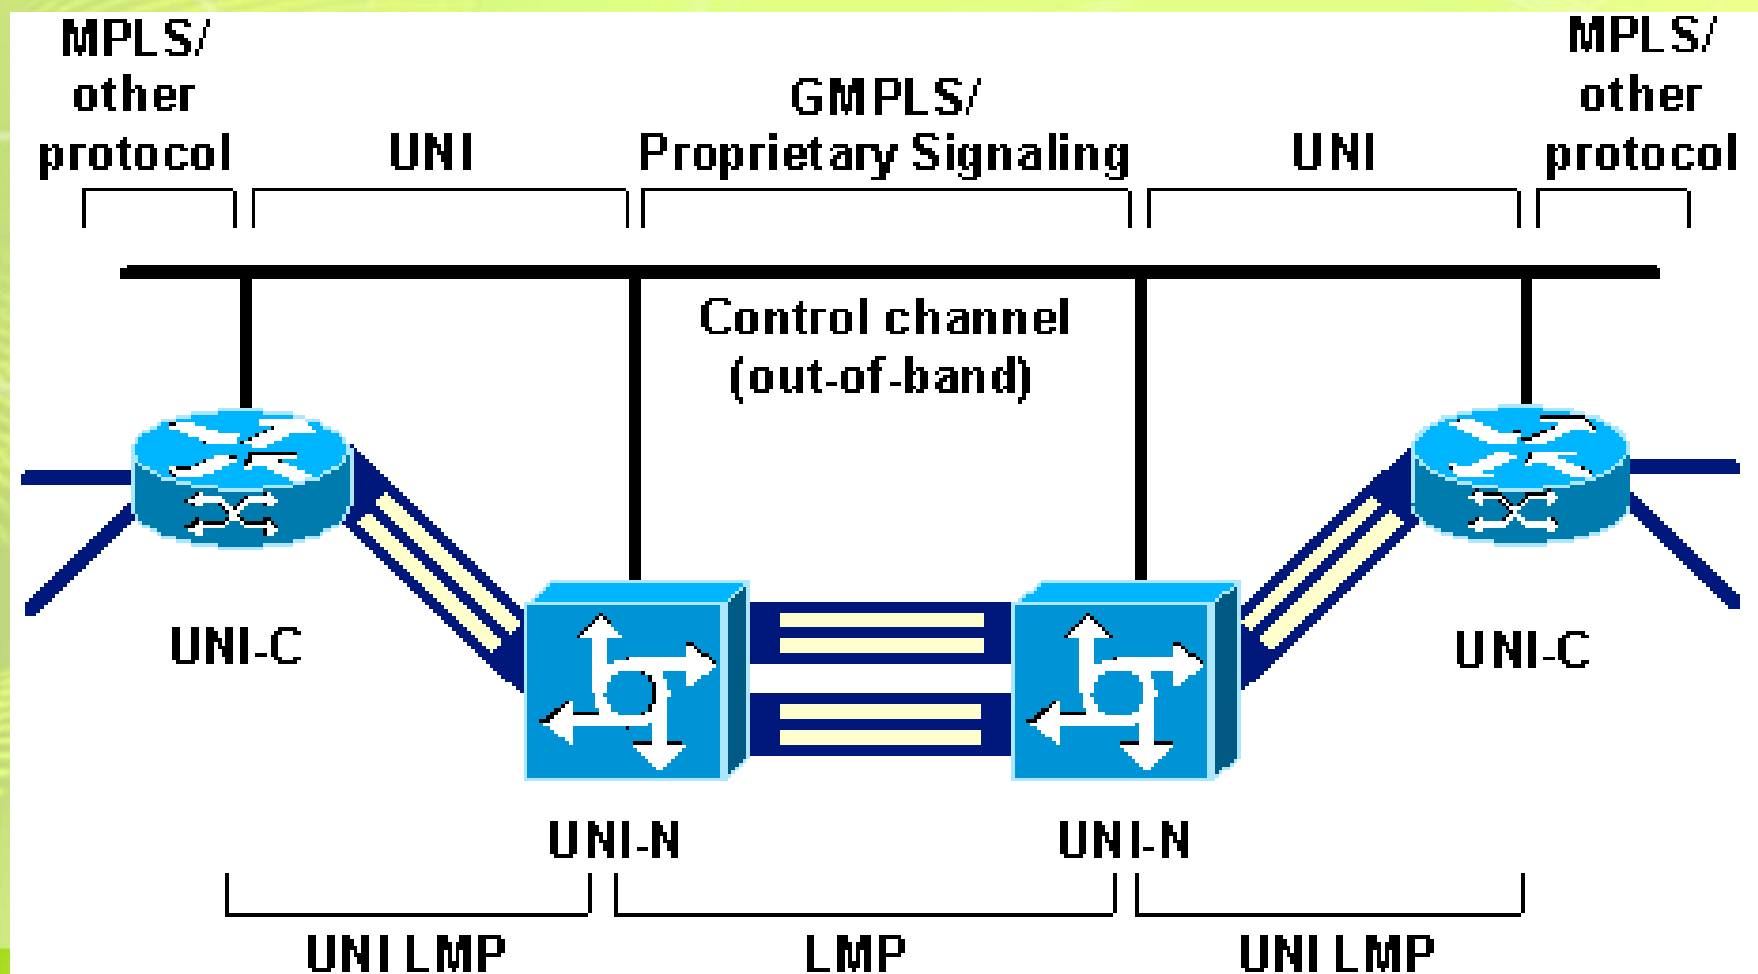 MPLS/
other
protocol
UNI
GMPLS/
Proprietary Signaling
UNI
MPLS/
other
protocol
Control channel
(out-of-band)
UNI-C
UNI-C
UNI-N
UNI-N
UNI LMP
LMP
UNI LMP